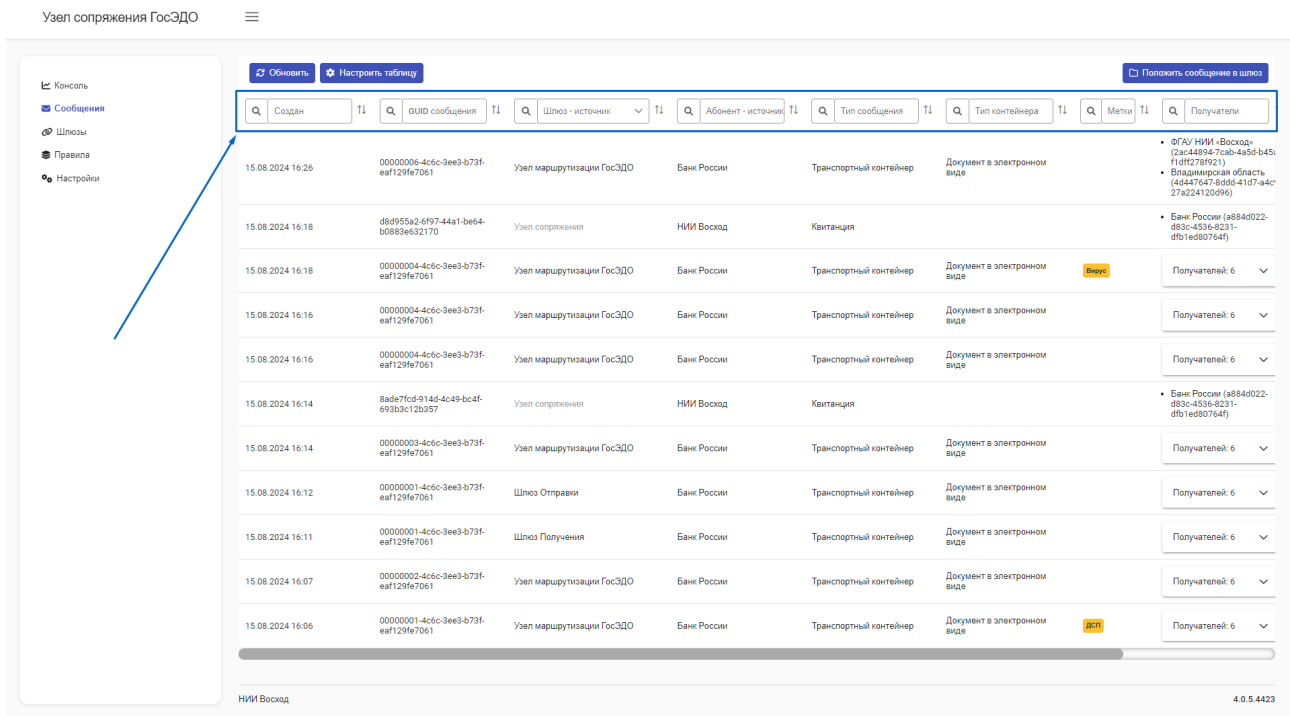 Узел сопряжения ГосЭДО
Консоль
Сообщения
Шлюзы
Правила
Настройки
Обновить Настроить таблицу Положить сообщение в шлюз
Создан GUID сообщения Шлюз - источник Абонент - источник Тип сообщения Тип контейнера Метки Получатели
15.08.2024 16:26 00000006-4c6c-3ee3-b73f- Узел маршрутизации ГосЭДО Банк России Транспортный контейнер Документ в электронном • ФГАУ НИИ «Восход»
eaf129fe7061 виде (2ac44894-7cab-4a5d-b45a
f1dff278f921)
• Владимирская область
(4d447647-8ddd-41d7-a4c
27a224120d96)
15.08.2024 16:18 d8d955a2-6f97-44a1-be64- Узел сопряжения НИИ Восход Квитанция • Банк России (a884d022-
b0883e632170 d83c-4536-8231-
dfb1ed80764f)
15.08.2024 16:18 00000004-4c6c-3ee3-b73f- Узел маршрутизации ГосЭДО Банк России Транспортный контейнер Документ в электронном Вирус Получателей: 6
eaf129fe7061 виде
15.08.2024 16:16 00000004-4c6c-3ee3-b73f- Узел маршрутизации ГосЭДО Банк России Транспортный контейнер Документ в электронном Получателей: 6
eaf129fe7061 виде
15.08.2024 16:16 00000004-4c6c-3ee3-b73f- Узел маршрутизации ГосЭДО Банк России Транспортный контейнер Документ в электронном Получателей: 6
eaf129fe7061 виде
15.08.2024 16:14 8ade7fcd-914d-4c49-bc4f- Узел сопряжения НИИ Восход Квитанция • Банк России (a884d022-
693b3c12b357 d83c-4536-8231-
dfb1ed80764f)
15.08.2024 16:14 00000003-4c6c-3ee3-b73f- Узел маршрутизации ГосЭДО Банк России Транспортный контейнер Документ в электронном Получателей: 6
eaf129fe7061 виде
15.08.2024 16:12 00000001-4c6c-3ee3-b73f- Шлюз Отправки Банк России Транспортный контейнер Документ в электронном Получателей: 6
eaf129fe7061 виде
15.08.2024 16:11 00000001-4c6c-3ee3-b73f- Шлюз Получения Банк России Транспортный контейнер Документ в электронном Получателей: 6
eaf129fe7061 виде
15.08.2024 16:07 00000002-4c6c-3ee3-b73f- Узел маршрутизации ГосЭДО Банк России Транспортный контейнер Документ в электронном Получателей: 6
eaf129fe7061 виде
15.08.2024 16:06 00000001-4c6c-3ee3-b73f- Узел маршрутизации ГосЭДО Банк России Транспортный контейнер Документ в электронном ДСП Получателей: 6
eaf129fe7061 виде
НИИ Восход 4.0.5.4423